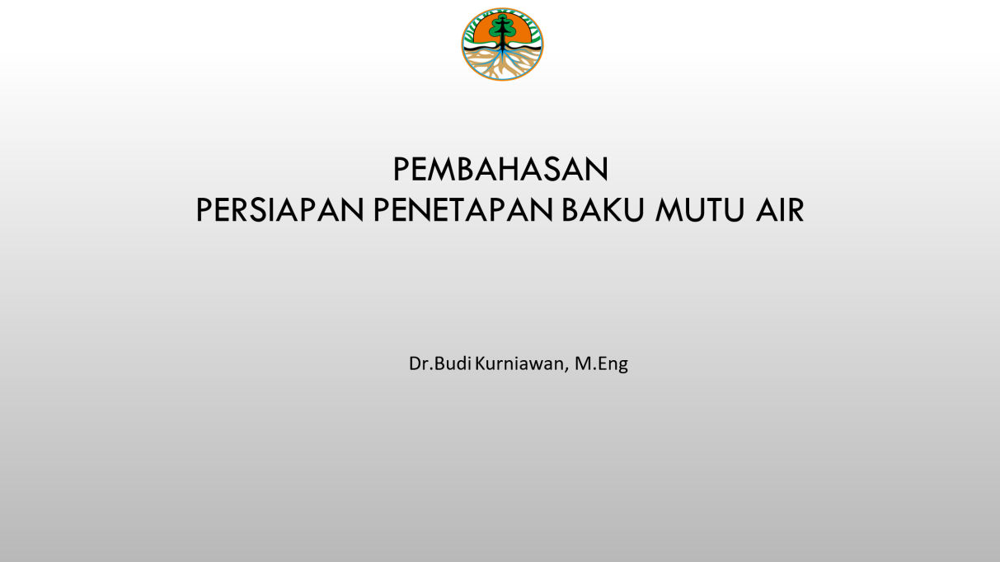 PEMBAHASAN
PERSIAPAN PENETAPAN BAKU MUTU AIR
Dr.Budi Kurniawan, M.Eng